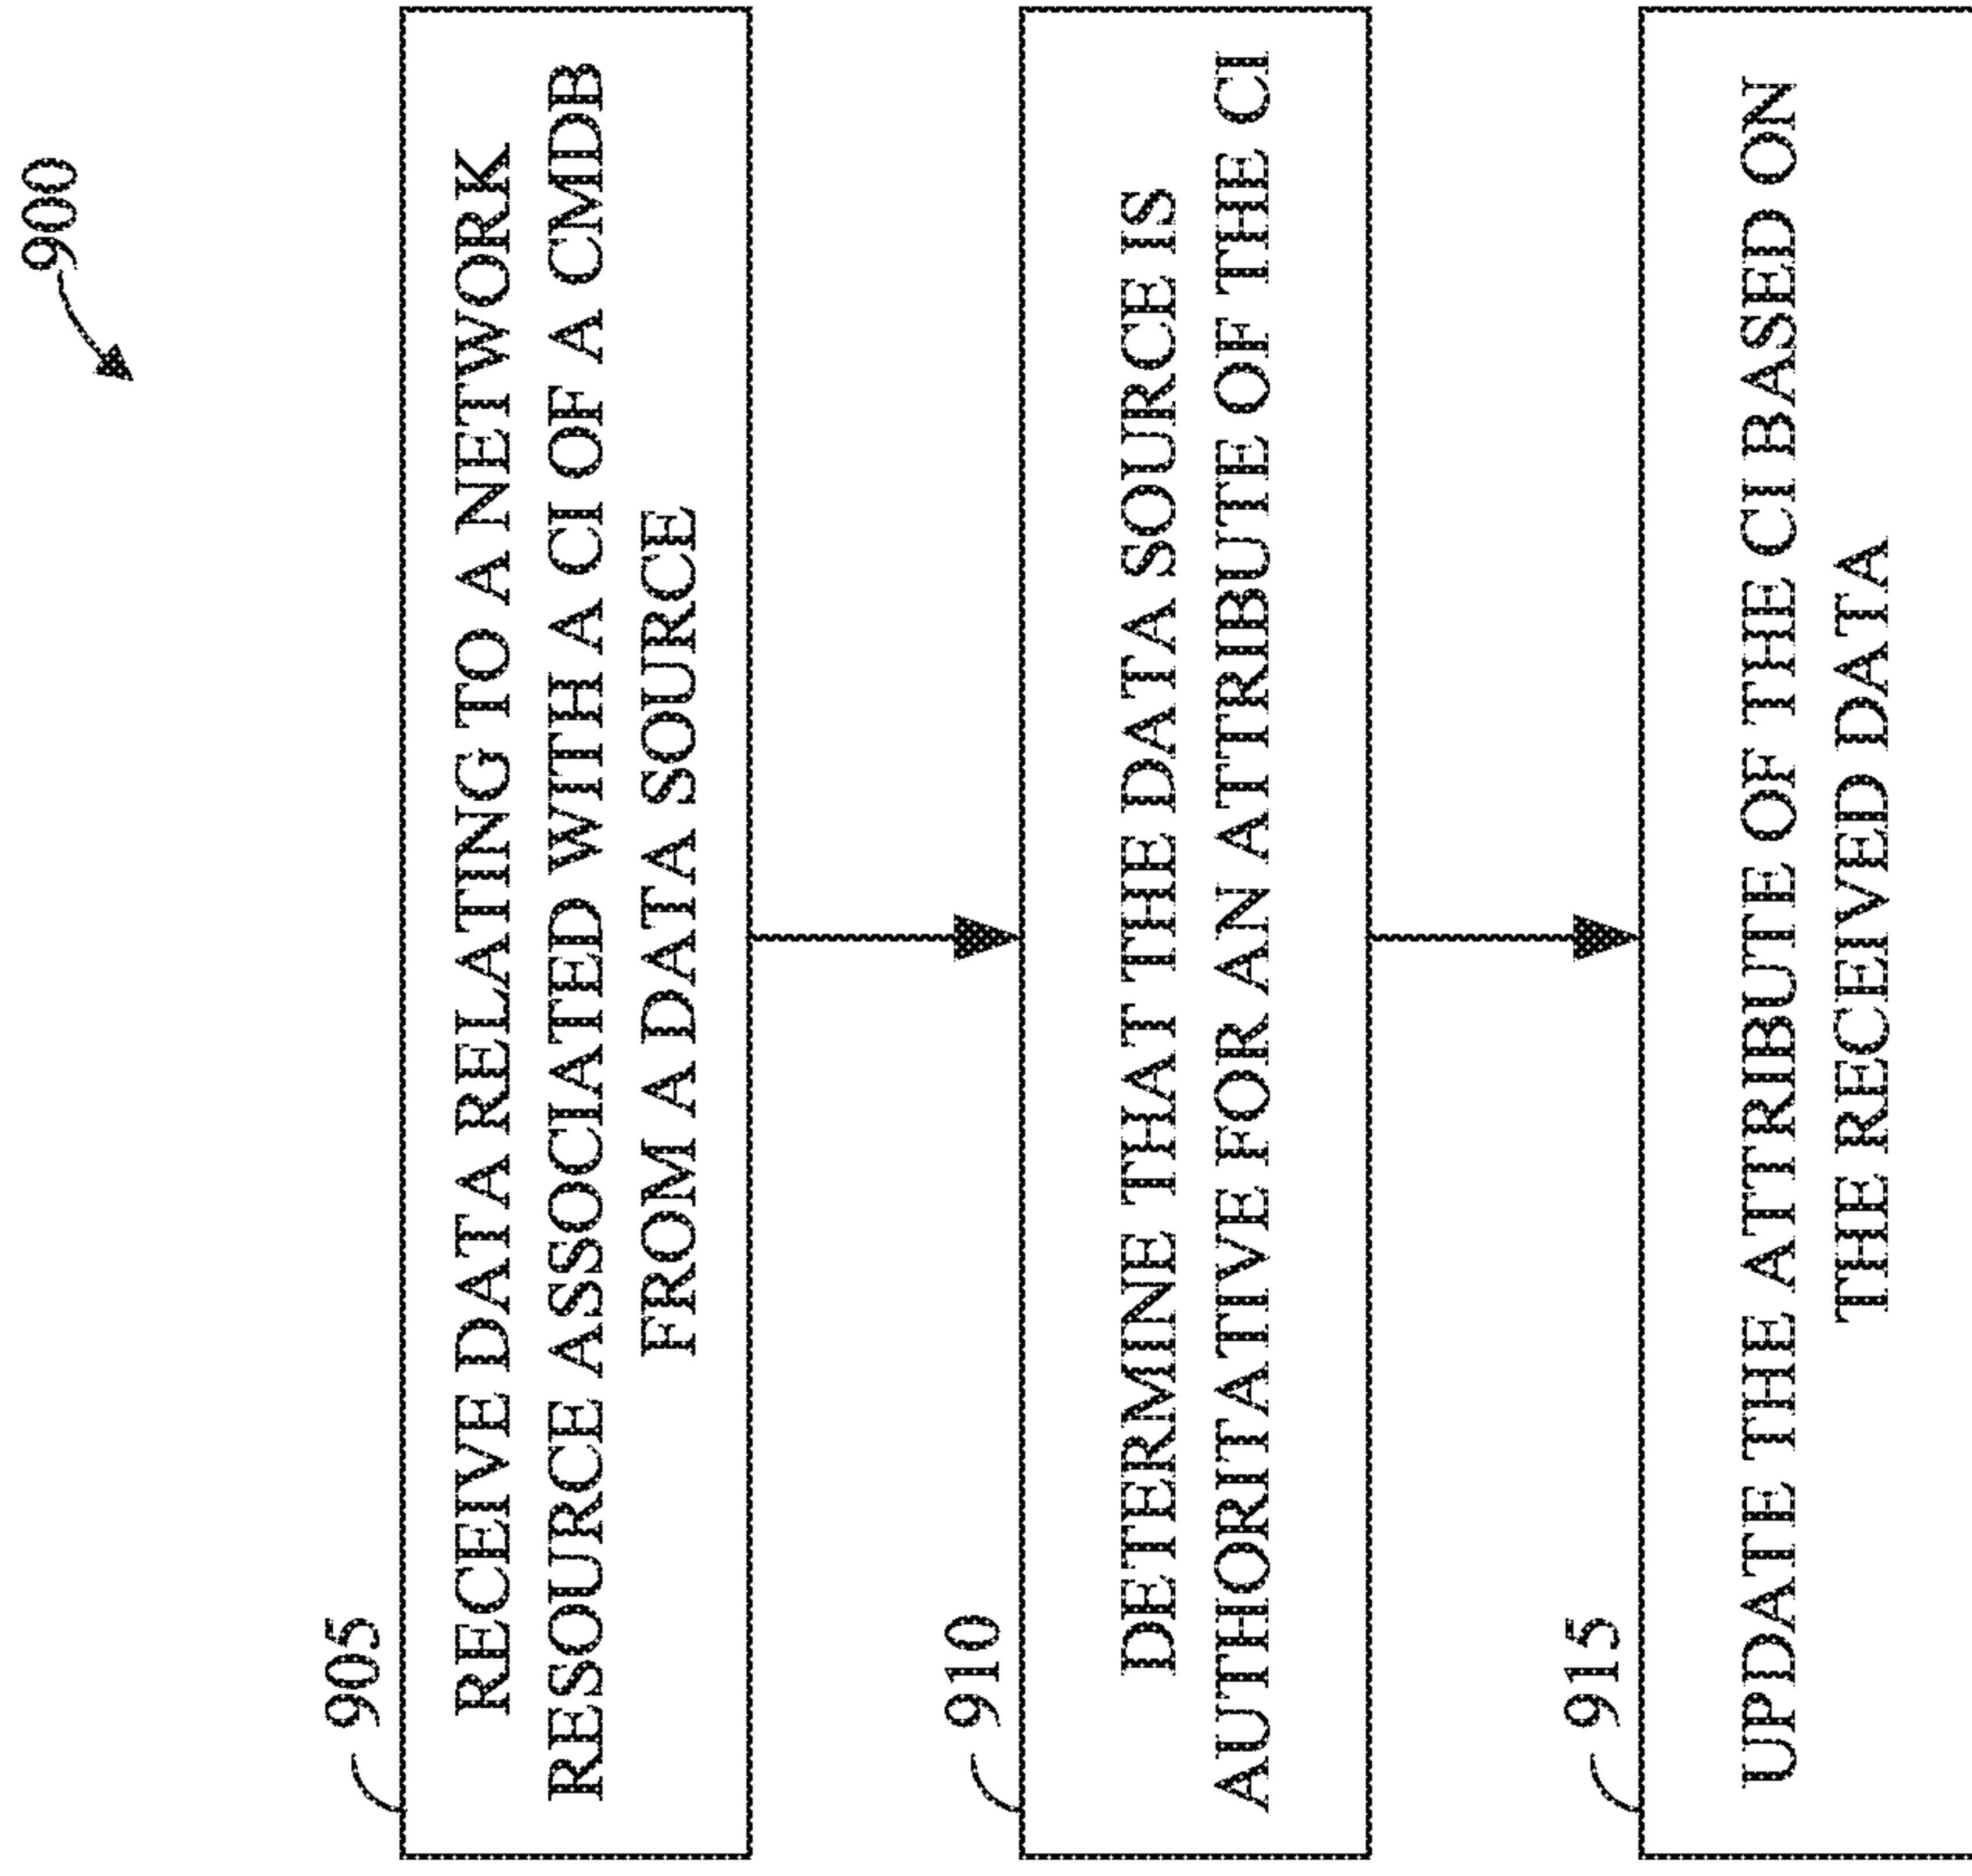 900
905
RECEIVE DATA RELATING TO A NETWORK
RESOURCE ASSOCIATED WITH A CI OF A CMDB
FROM A DATA SOURCE
910
DETERMINE THAT THE DATA SOURCE IS
AUTHORITATIVE FOR AN ATTRIBUTE OF THE CI
915
UPDATE THE ATTRIBUTE OF THE CI BASED ON
THE RECEIVED DATA